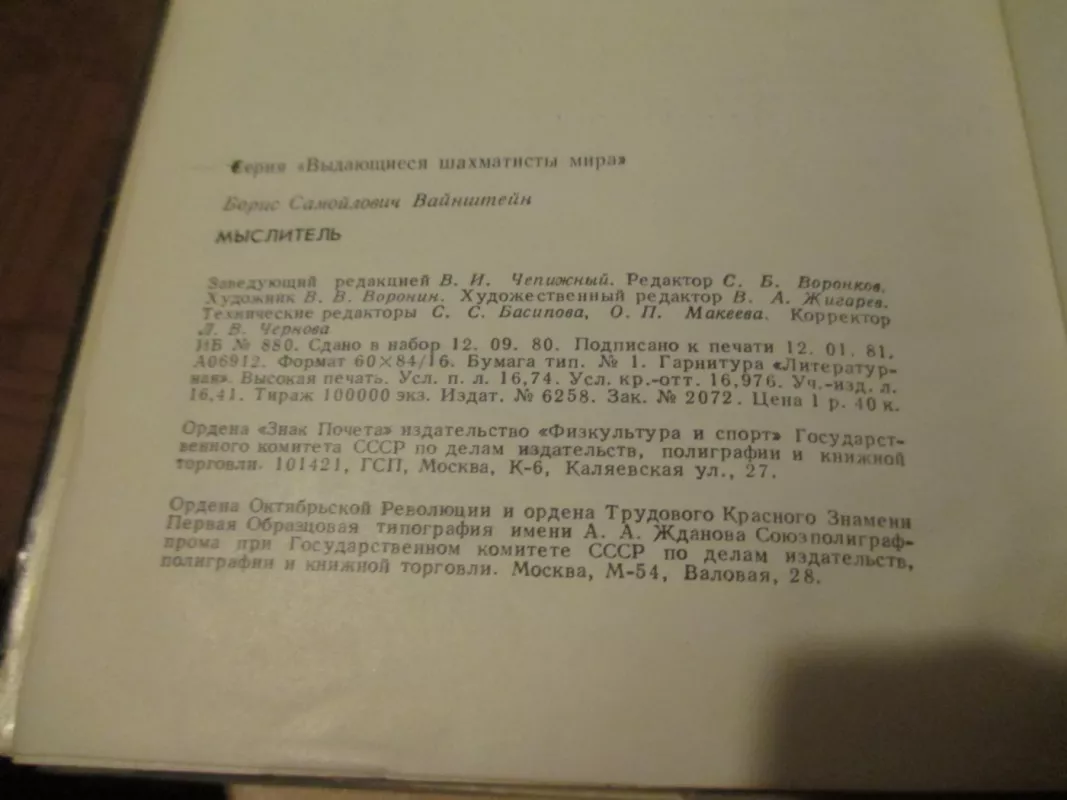 Серия «Выдающиеся шахматисты мира»
Борис Самойлович Вайнштейн
МЫСЛИТЕЛЬ
Заведующий редакцией В. И. Чепижный. Редактор С. Б. Воронков.
Художник В. В. Воронин. Художественный редактор В. А. Жигарев.
Технические редакторы С. С. Басипова, О. П. Макеева. Корректор
Л. В. Чернова
ИБ № 880. Сдано в набор 12. 09. 80. Подписано к печати 12. 01. 81.
А06912. Формат 60×84/16. Бумага тип. № 1. Гарнитура «Литератур-
ная». Высокая печать. Усл. п. л. 16,74. Усл. кр.-отт. 16,976. Уч.-изд. л.
16,41. Тираж 100000 экз. Издат. № 6258. Зак. № 2072. Цена 1 р. 40 к.
Ордена «Знак Почета» издательство «Физкультура и спорт» Государст-
венного комитета СССР по делам издательств, полиграфии и книжной
торговли. 101421, ГСП, Москва, К-6, Каляевская ул., 27.
Ордена Октябрьской Революции и ордена Трудового Красного Знамени
Первая Образцовая типография имени А. А. Жданова Союзполиграф-
прома при Государственном комитете СССР по делам издательств,
полиграфии и книжной торговли. Москва, М-54, Валовая, 28.